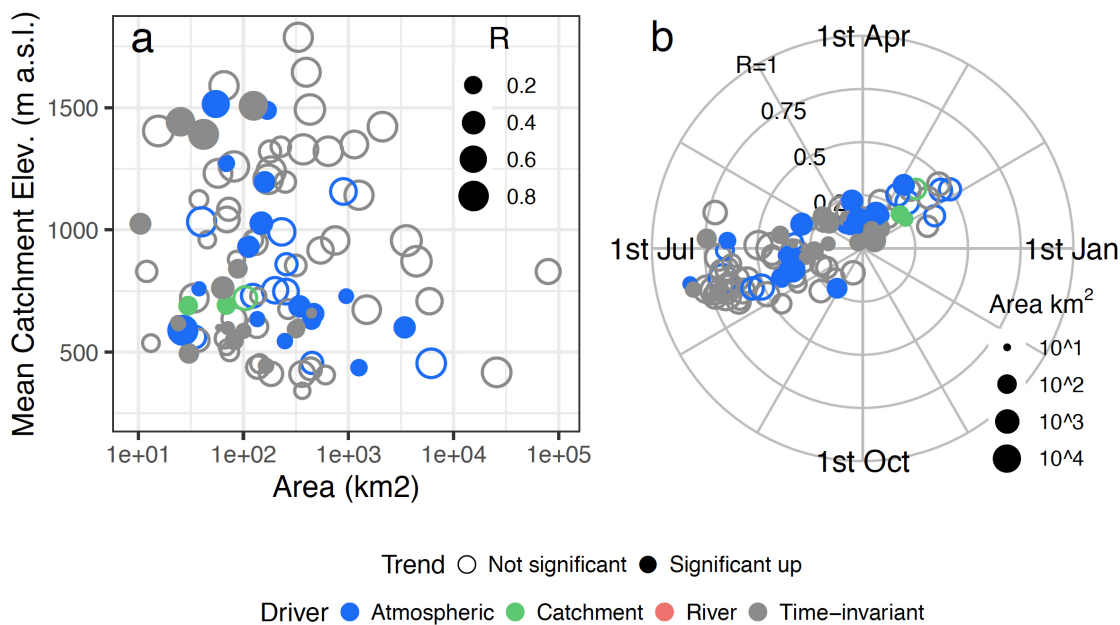 a
R
0.2
0.4
0.6
0.8
1500
1000
500
Mean Catchment Elev. (m a.s.l.)
1e+01 1e+02 1e+03 1e+04 1e+05
Area (km2)
b
1st Apr
R=1
0.75
0.5
1st Jul
1st Jan
1st Oct
Area km2
10^1
10^2
10^3
10^4
Trend Not significant Significant up
Driver Atmospheric Catchment River Time−invariant